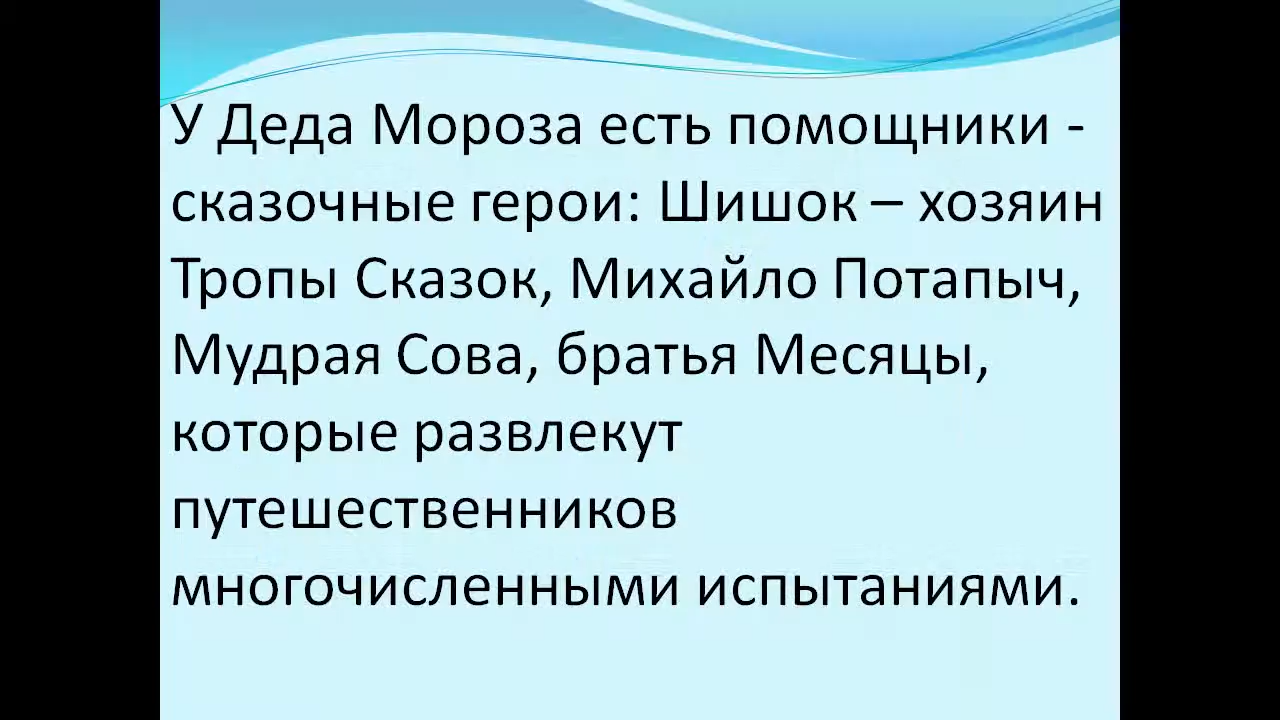 У Деда Мороза есть помощники -
сказочные герои: Шишок – хозяин
Тропы Сказок, Михайло Потапыч,
Мудрая Сова, братья Месяцы,
которые развлекут
путешественников
многочисленными испытаниями.